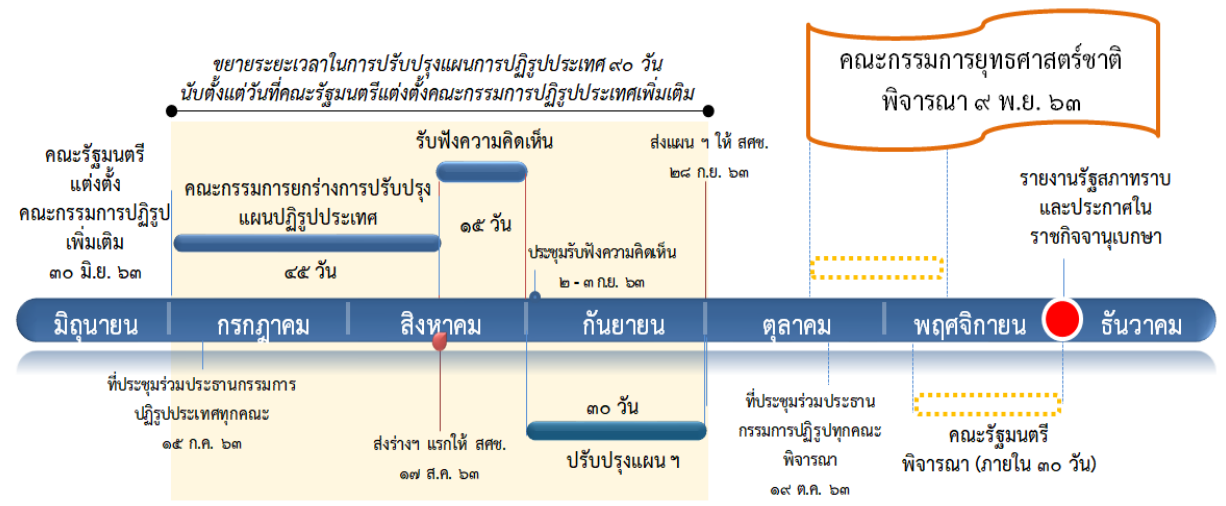 ขยายระยะเวลาในการปรับปรุงแผนการปฏิรูปประเทศ ๙๐ วัน
นับตั้งแต่วันที่คณะรัฐมนตรีแต่งตั้งคณะกรรมการปฏิรูปประเทศเพิ่มเติม
คณะกรรมการยุทธศาสตร์ชาติ
พิจารณา ๙ พ.ย. ๖๓
คณะรัฐมนตรี
แต่งตั้ง
คณะกรรมการปฏิรูป
เพิ่มเติม
๓๐ มิ.ย. ๖๓
คณะกรรมการยกร่างการปรับปรุง
แผนปฏิรูปประเทศ
๔๕ วัน
รับฟังความคิดเห็น
๑๕ วัน
ส่งแผน ฯ ให้ สศช.
๒๘ ก.ย. ๖๓
ประชุมรับฟังความคิดเห็น
๒ - ๓ ก.ย. ๖๓
รายงานรัฐสภาทราบ
และประกาศใน
ราชกิจจานุเบกษา
มิถุนายน
กรกฎาคม
สิงหาคม
กันยายน
ตุลาคม
พฤศจิกายน
ธันวาคม
ที่ประชุมร่วมประธานกรรมการ
ปฏิรูปประเทศทุกคณะ
๑๕ ก.ค. ๖๓
ส่งร่างฯ แรกให้ สศช.
๑๗ ส.ค. ๖๓
๓๐ วัน
ปรับปรุงแผน ฯ
ที่ประชุมร่วมประธาน
กรรมการปฏิรูปทุกคณะ
พิจารณา
๑๙ ต.ค. ๖๓
คณะรัฐมนตรี
พิจารณา (ภายใน ๓๐ วัน)